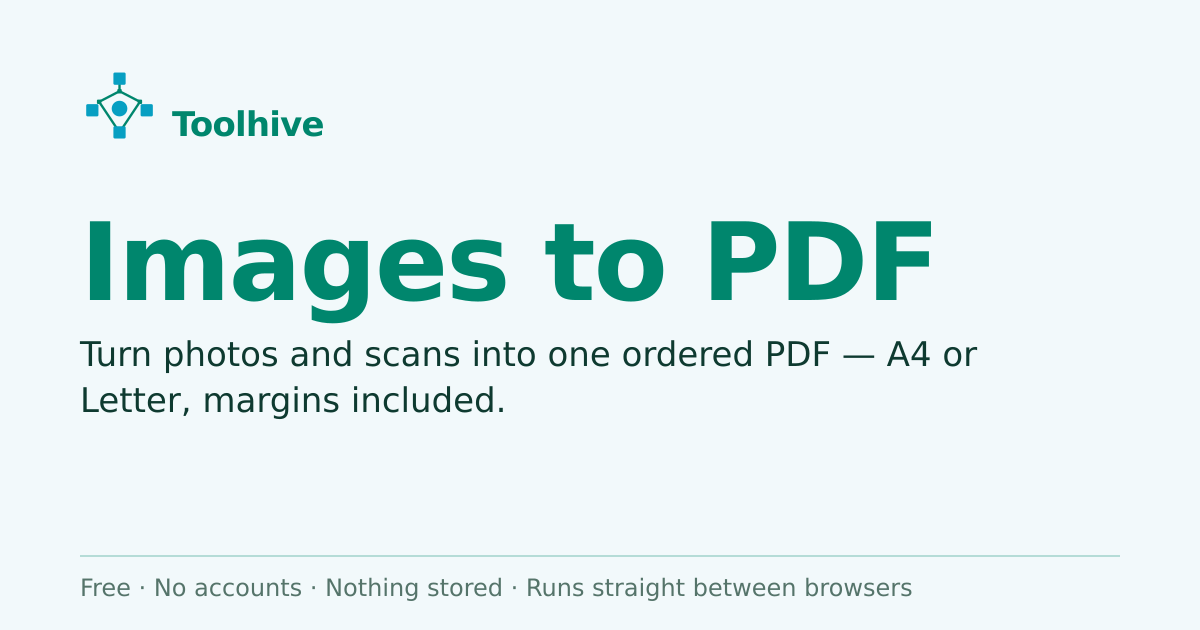 Toolhive
Images to PDF
Turn photos and scans into one ordered PDF — A4 or
Letter, margins included.
Free · No accounts · Nothing stored · Runs straight between browsers